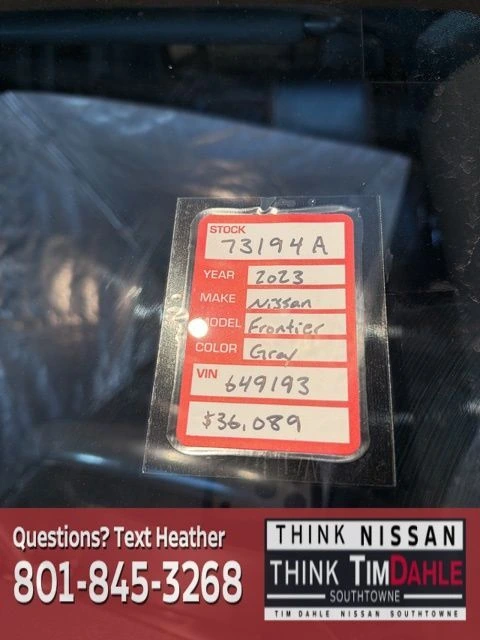 STOCK
73194A
YEAR 2023
MAKE Nissan
MODEL Frontier
COLOR Gray
VIN
649193
$36,089
Questions? Text Heather
801-845-3268
THINK NISSAN
THINK TIMDAHLE
SOUTHTOWNE
TIM DAHLE NISSAN SOUTHTOWNE